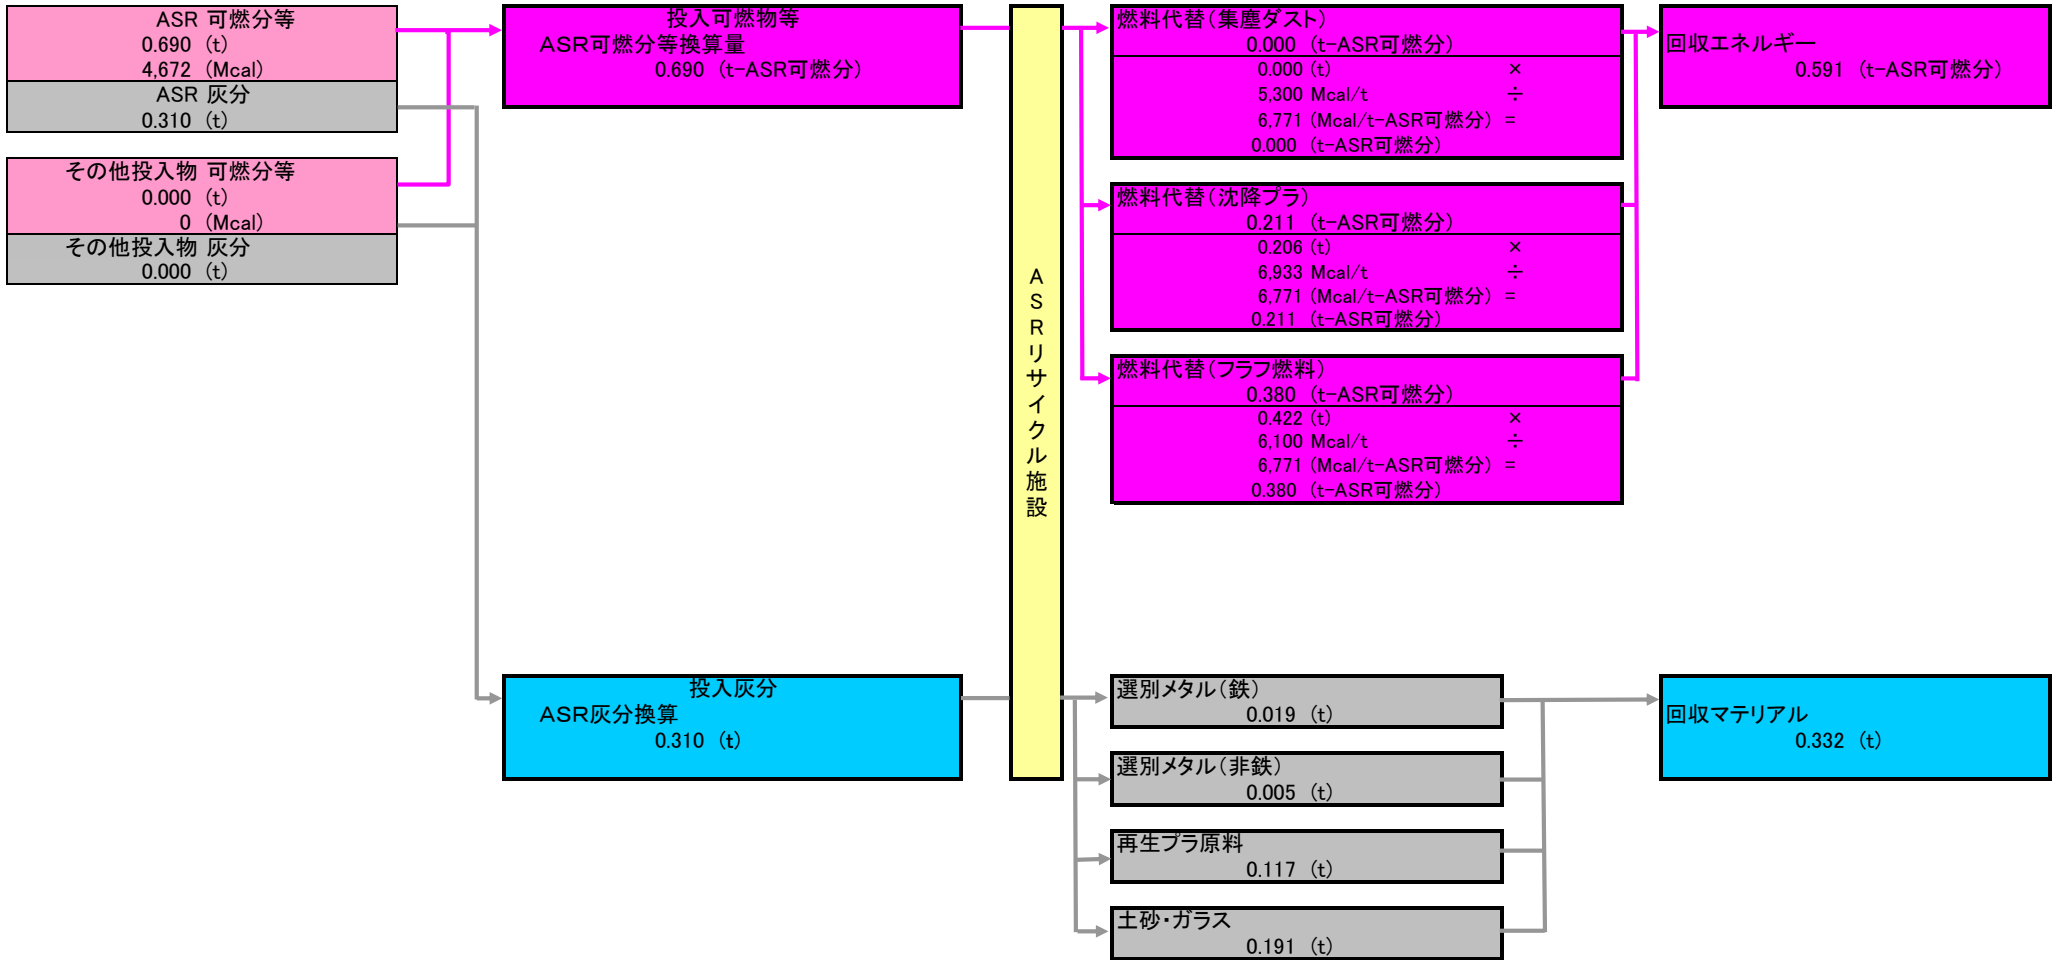 ASR 可燃分等
0.690 (t)
4,672 (Mcal)
ASR 灰分
0.310 (t)
その他投入物 可燃分等
0.000 (t)
0 (Mcal)
その他投入物 灰分
0.000 (t)
投入可燃物等
ASR可燃分等換算量
0.690 (t-ASR可燃分)
投入灰分
ASR灰分換算
0.310 (t)
ASRリサイクル施設
燃料代替(集塵ダスト)
0.000 (t-ASR可燃分)
0.000 (t) ×
5,300 Mcal/t ÷
6,771 (Mcal/t-ASR可燃分) =
0.000 (t-ASR可燃分)
燃料代替(沈降プラ)
0.211 (t-ASR可燃分)
0.206 (t) ×
6,933 Mcal/t ÷
6,771 (Mcal/t-ASR可燃分) =
0.211 (t-ASR可燃分)
燃料代替(フラフ燃料)
0.380 (t-ASR可燃分)
0.422 (t) ×
6,100 Mcal/t ÷
6,771 (Mcal/t-ASR可燃分) =
0.380 (t-ASR可燃分)
選別メタル(鉄)
0.019 (t)
選別メタル(非鉄)
0.005 (t)
再生プラ原料
0.117 (t)
土砂・ガラス
0.191 (t)
回収エネルギー
0.591 (t-ASR可燃分)
回収マテリアル
0.332 (t)